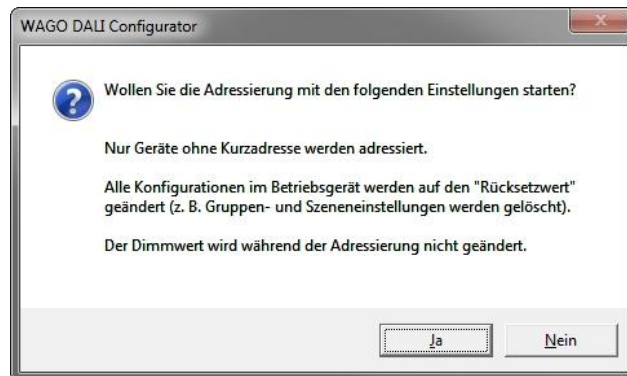 WAGO DALI Configurator
Wollen Sie die Adressierung mit den folgenden Einstellungen starten?
Nur Geräte ohne Kurzadresse werden adressiert.
Alle Konfigurationen im Betriebsgerät werden auf den "Rücksetzwert"
geändert (z. B. Gruppen- und Szeneneinstellungen werden gelöscht).
Der Dimmwert wird während der Adressierung nicht geändert.
Ja
Nein